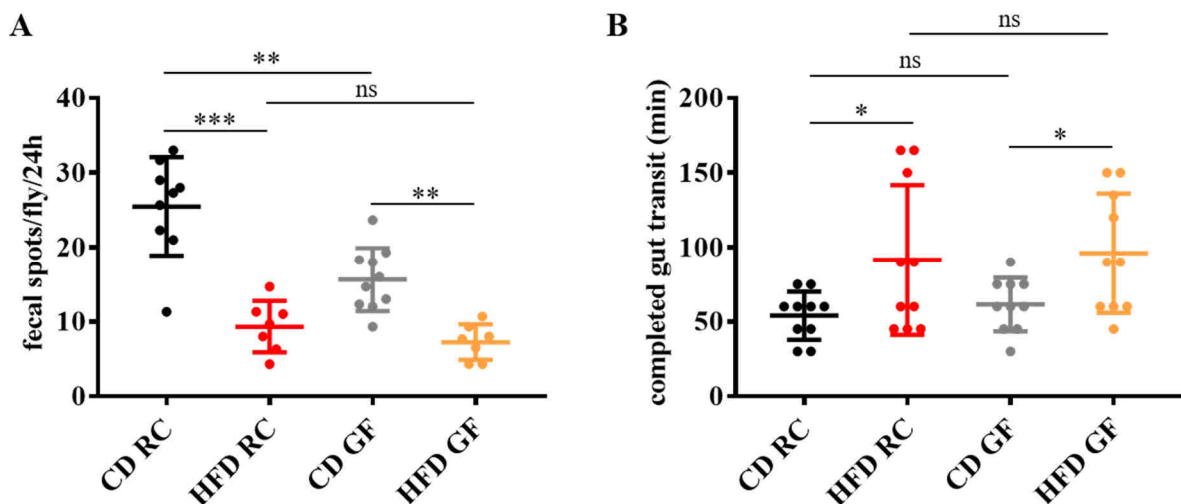 A
fecal spots/fly/24h
40
30
20
10
0
**
ns
***
**
CD RC
HFD RC
CD GF
HFD GF
B
completed gut transit (min)
200
150
100
50
0
ns
ns
*
*
CD RC
HFD RC
CD GF
HFD GF